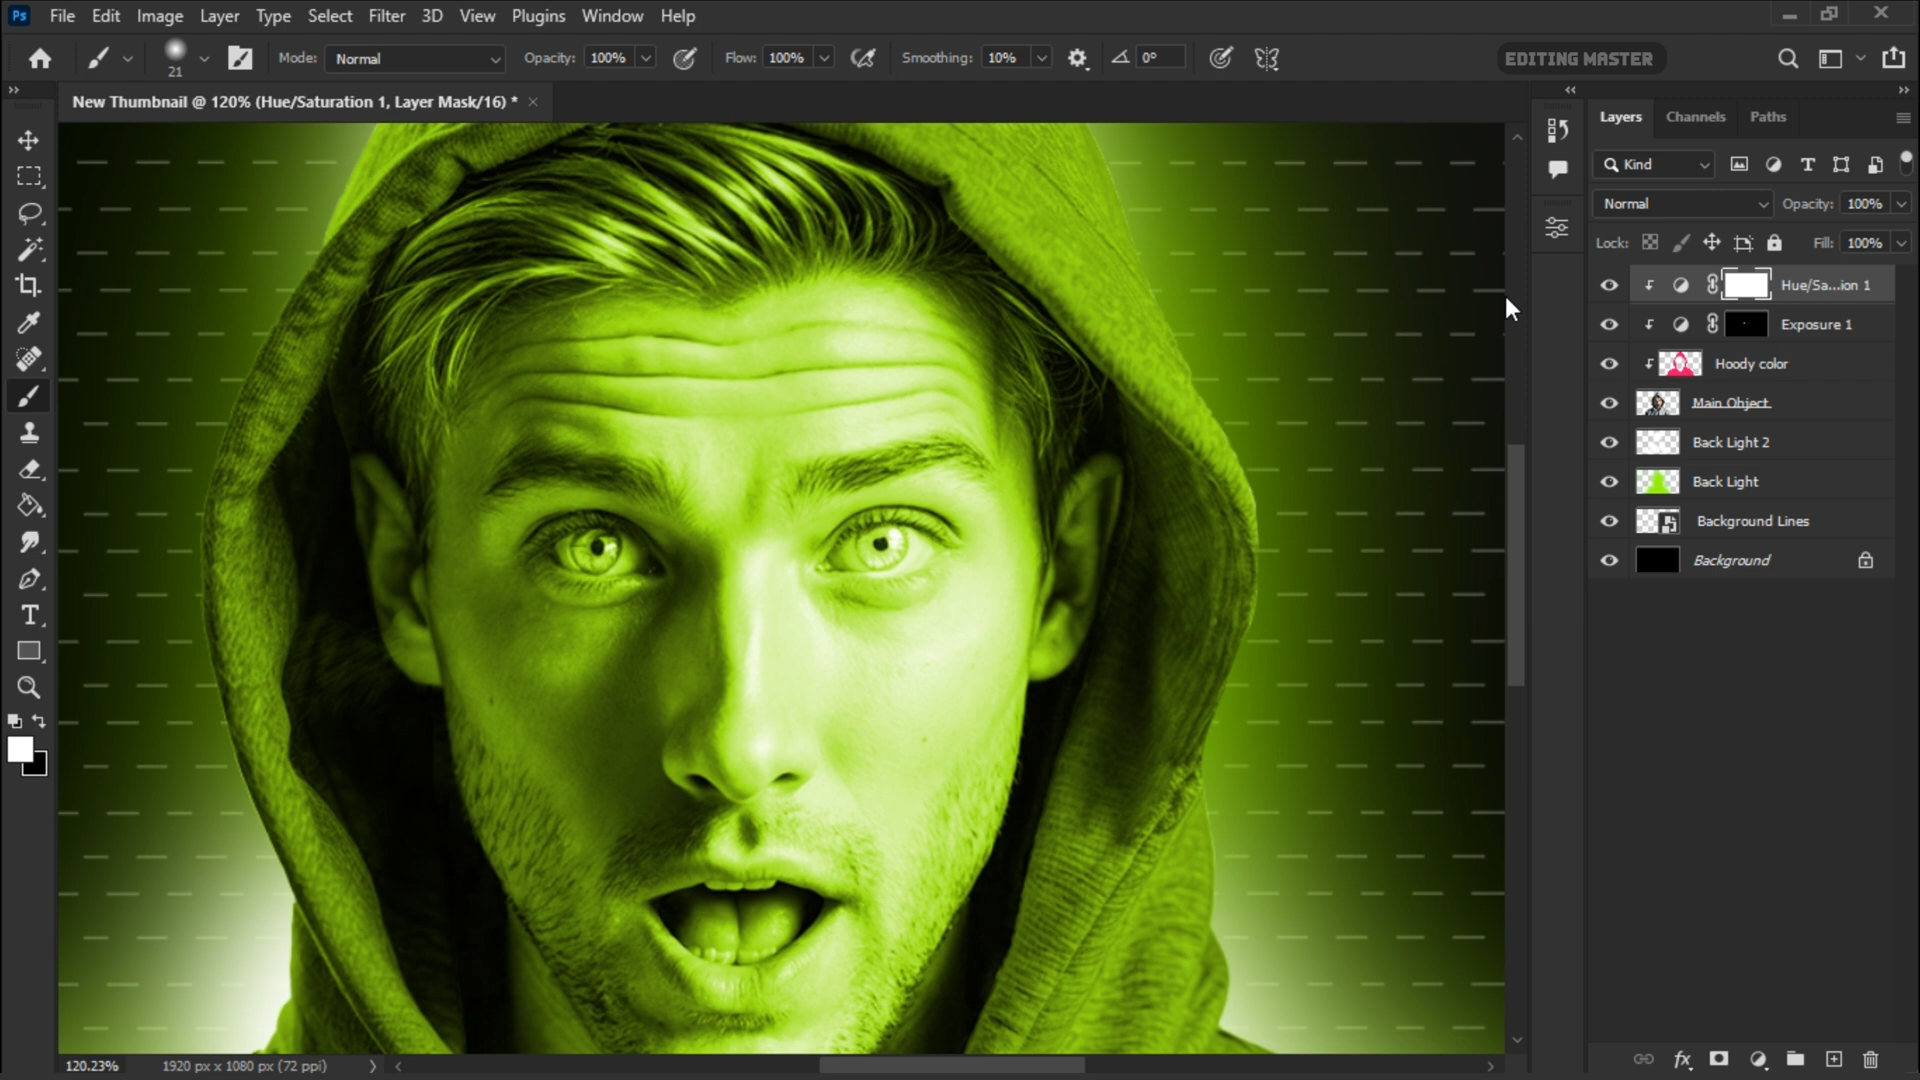 Ps File Edit Image Layer Type Select Filter 3D View Plugins Window Help
21 Mode: Normal Opacity: 100% Flow: 100% Smoothing: 10% 0° EDITING MASTER
New Thumbnail @ 120% (Hue/Saturation 1, Layer Mask/16) *
Layers Channels Paths
Kind
Normal Opacity: 100%
Lock: Fill: 100%
Hue/Sa...ion 1
Exposure 1
Hoody color
Main Object
Back Light 2
Back Light
Background Lines
Background
120.23% 1920 px x 1080 px (72 ppi)
fx